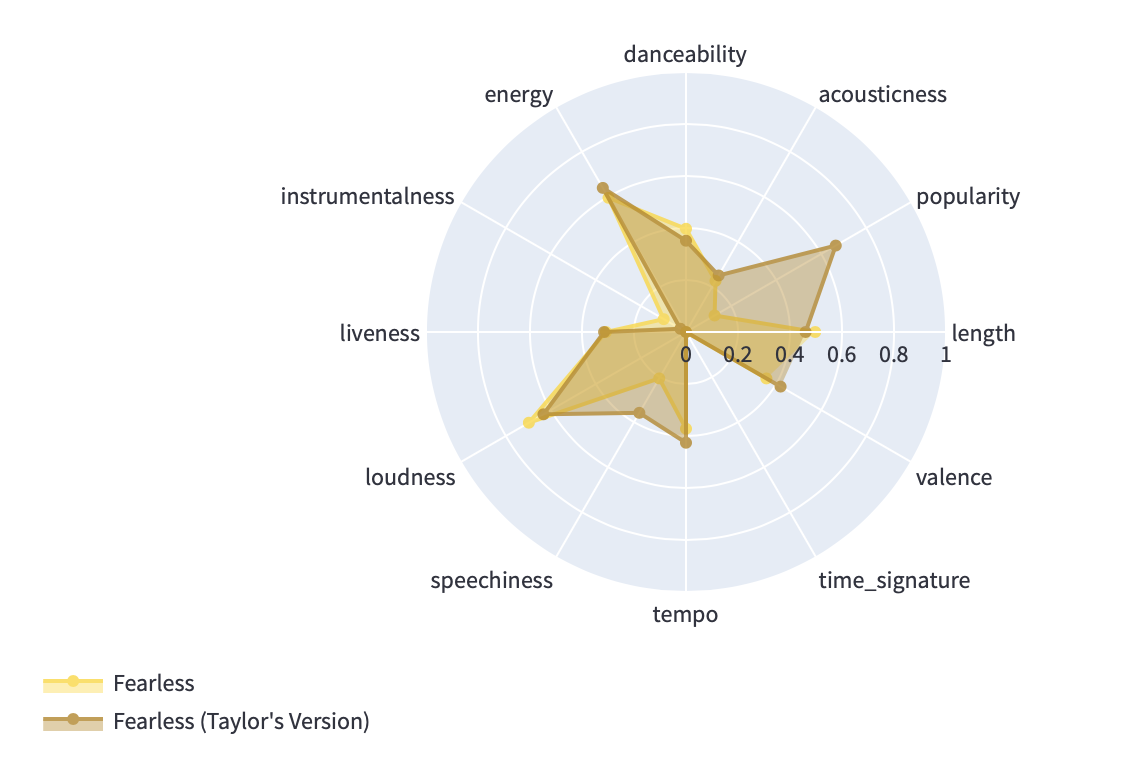 danceability
energy
acousticness
instrumentalness
popularity
liveness
length
0 0.2 0.4 0.6 0.8 1
loudness
valence
speechiness
time_signature
tempo
Fearless
Fearless (Taylor's Version)